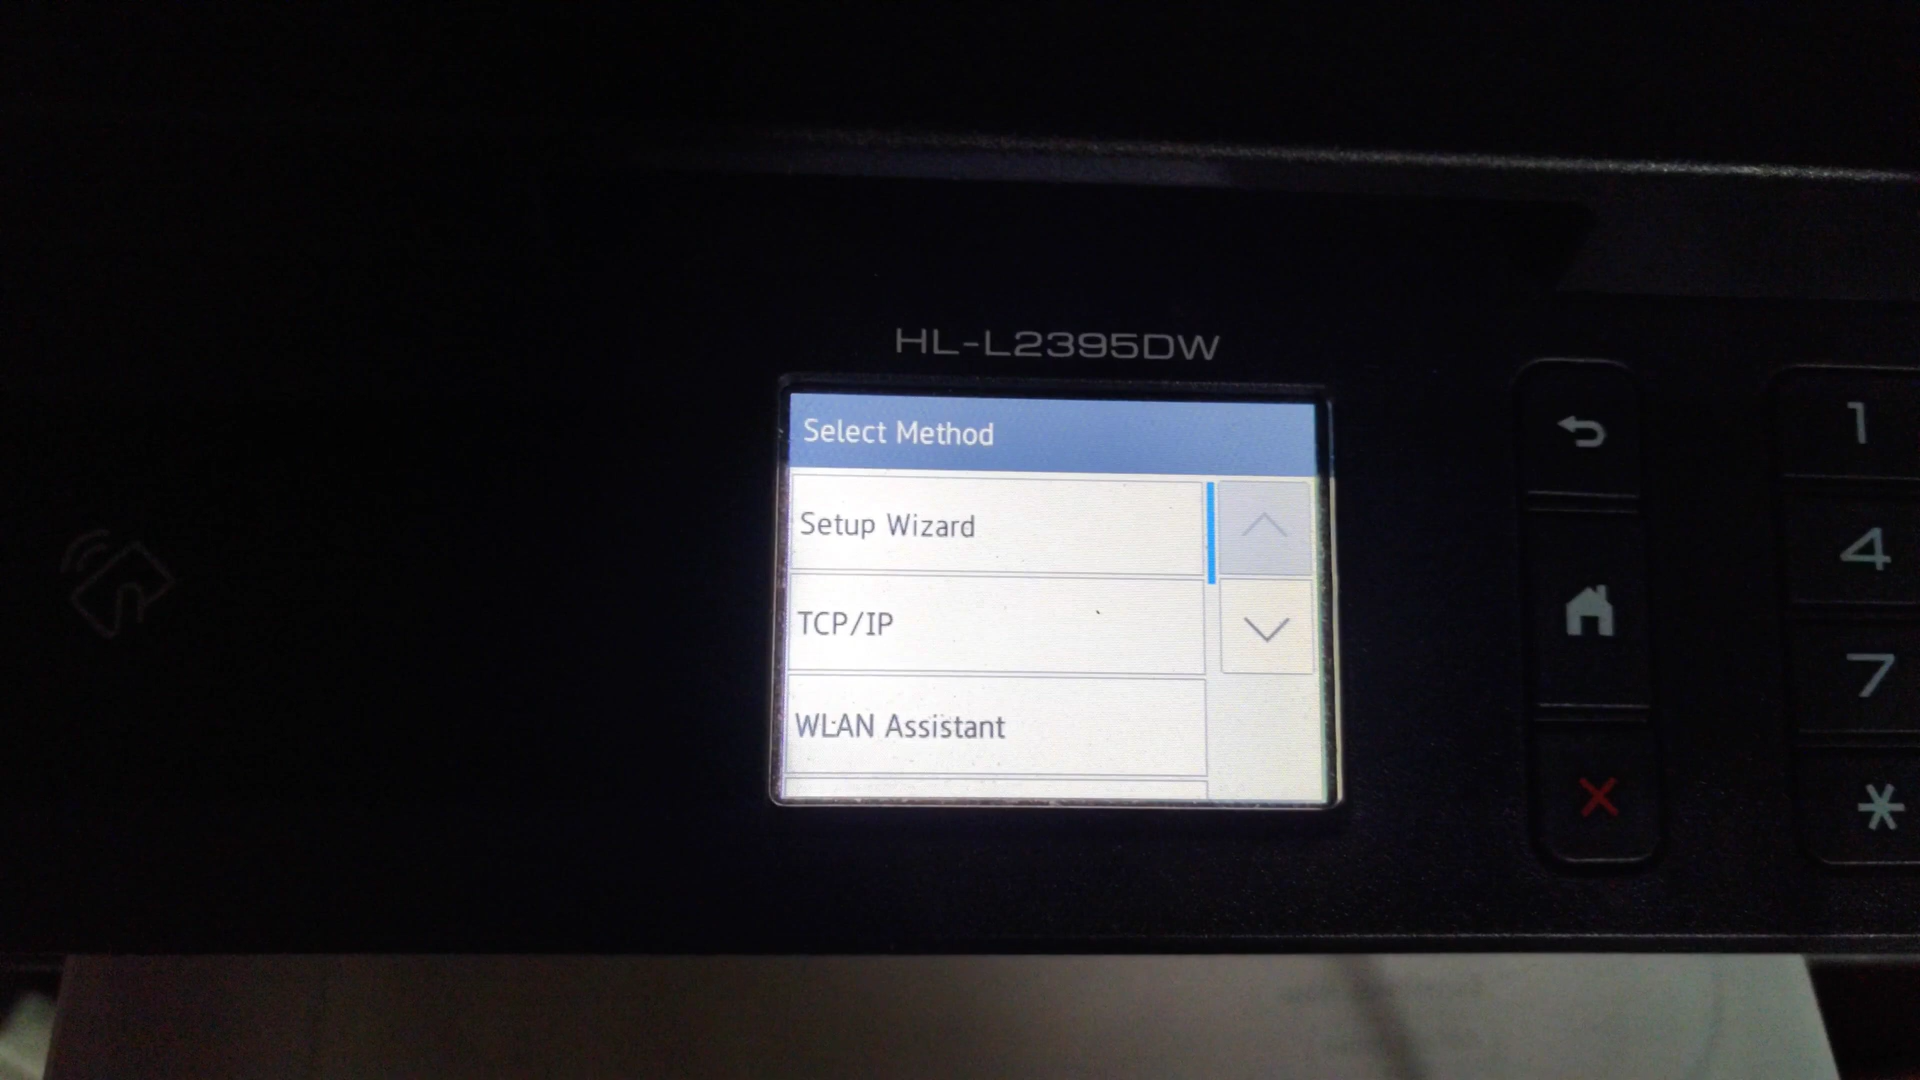 HL-L2395DW
Select Method
Setup Wizard
TCP/IP
WLAN Assistant
1
4
7
*